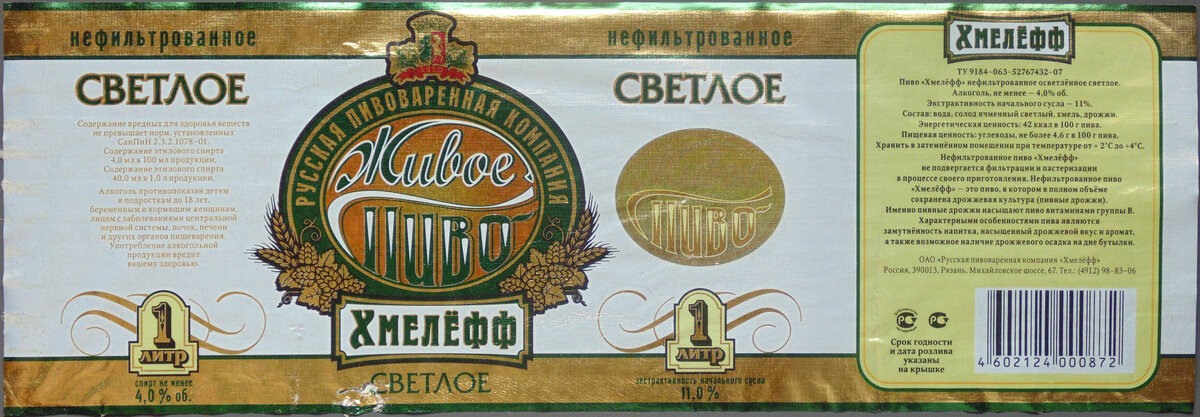 нефильтрованное
СВЕТЛОЕ
Содержание вредных для здоровья веществ
не превышает норм, установленных
СанПиН 2.3.2.1078–01.
Содержание этилового спирта
4,0 мл в 100 мл продукции.
Содержание этилового спирта
40,0 мл в 1,0 л продукции.
Алкоголь противопоказан детям
и подросткам до 18 лет,
беременным и кормящим женщинам,
лицам с заболеваниями центральной
нервной системы, почек, печени
и других органов пищеварения.
Употребление алкогольной
продукции вредит
вашему здоровью.
1
ЛИТР
спирт не менее
4,0 % об.
РУССКАЯ ПИВОВАРЕННАЯ КОМПАНИЯ
Живое
ПИВО
ХМЕЛЁФФ
СВЕТЛОЕ
нефильтрованное
СВЕТЛОЕ
ПИВО
1
ЛИТР
экстрактивность начального сусла
11,0 %
ХМЕЛЁФФ
ТУ 9184–063–52767432–07
Пиво «Хмелёфф» нефильтрованное осветлённое светлое.
Алкоголь, не менее — 4,0% об.
Экстрактивность начального сусла — 11%.
Состав: вода, солод ячменный светлый, хмель, дрожжи.
Энергетическая ценность: 42 ккал в 100 г пива.
Пищевая ценность: углеводы, не более 4,6 г в 100 г пива.
Хранить в затемнённом помещении при температуре от + 2°С до +4°С.
Нефильтрованное пиво «Хмелёфф»
не подвергается фильтрации и пастеризации
в процессе своего приготовления. Нефильтрованное пиво
«Хмелёфф» — это пиво, в котором в полном объёме
сохранена дрожжевая культура (пивные дрожжи).
Именно пивные дрожжи насыщают пиво витаминами группы В.
Характерными особенностями пива являются
замутнённость напитка, насыщенный дрожжевой вкус и аромат,
а также возможное наличие дрожжевого осадка на дне бутылки.
ОАО «Русская пивоваренная компания «Хмелёфф»
Россия, 390013, Рязань, Михайловское шоссе, 67. Тел.: (4912) 98–83–06
Срок годности
и дата розлива
указаны
на крышке
4 602124 000872